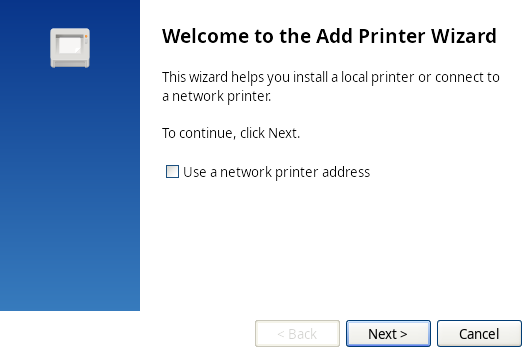 Welcome to the Add Printer Wizard
This wizard helps you install a local printer or connect to
a network printer.
To continue, click Next.
Use a network printer address
< Back
Next >
Cancel